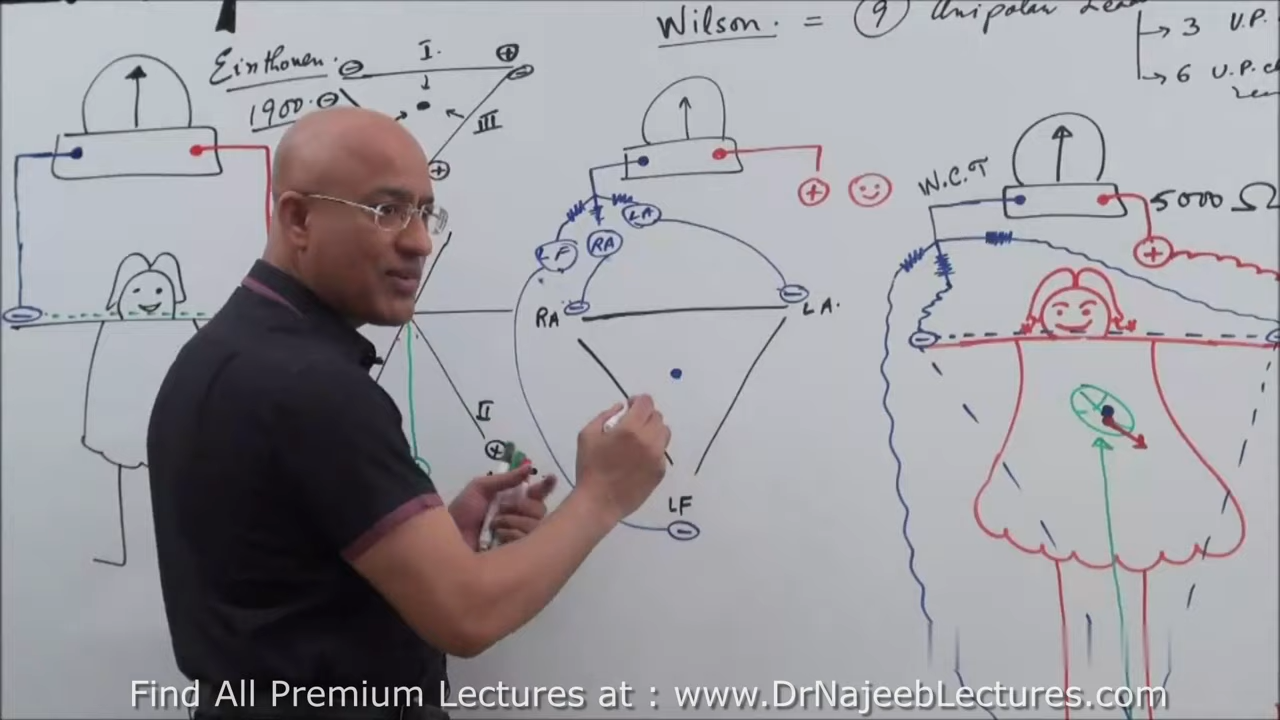 Wilson. = 9 Unipolar
→ 3 U.P.
→ 6 U.P.
Einthoven.
1900.
I.
II
III
W.C.T
5000 Ω
LA
RA
LF
RA
LA.
LF
Find All Premium Lectures at : www.DrNajeebLectures.com